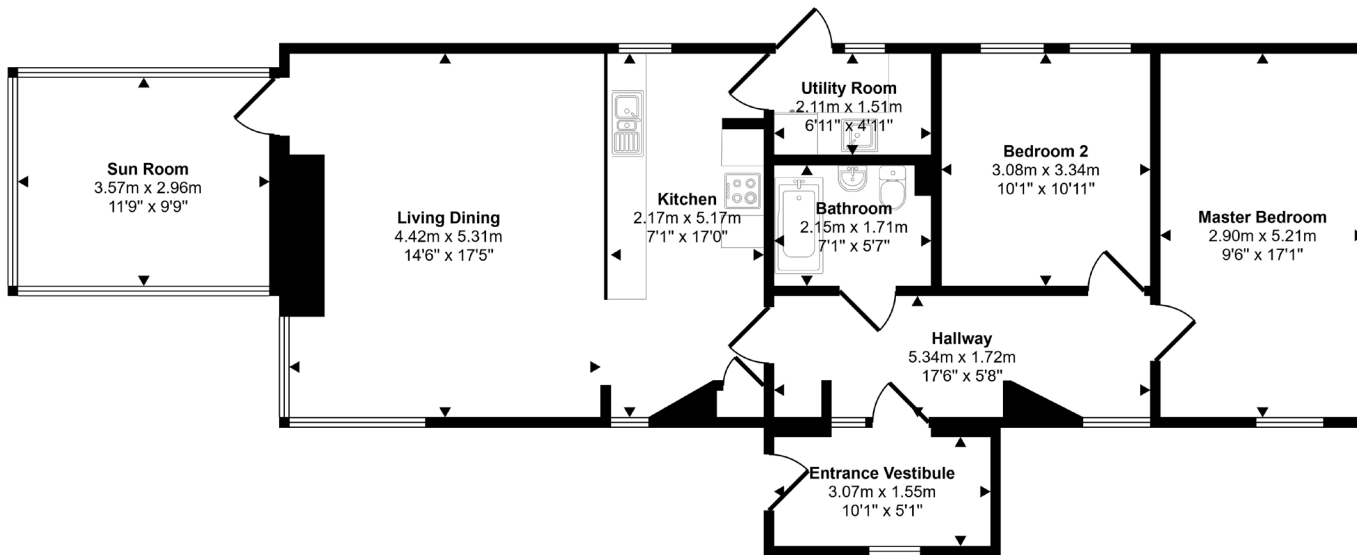 Sun Room
3.57m x 2.96m
11'9" x 9'9"
Living Dining
4.42m x 5.31m
14'6" x 17'5"
Kitchen
2.17m x 5.17m
7'1" x 17'0"
Utility Room
2.11m x 1.51m
6'11" x 4'11"
Bathroom
2.15m x 1.71m
7'1" x 5'7"
Bedroom 2
3.08m x 3.34m
10'1" x 10'11"
Master Bedroom
2.90m x 5.21m
9'6" x 17'1"
Hallway
5.34m x 1.72m
17'6" x 5'8"
Entrance Vestibule
3.07m x 1.55m
10'1" x 5'1"